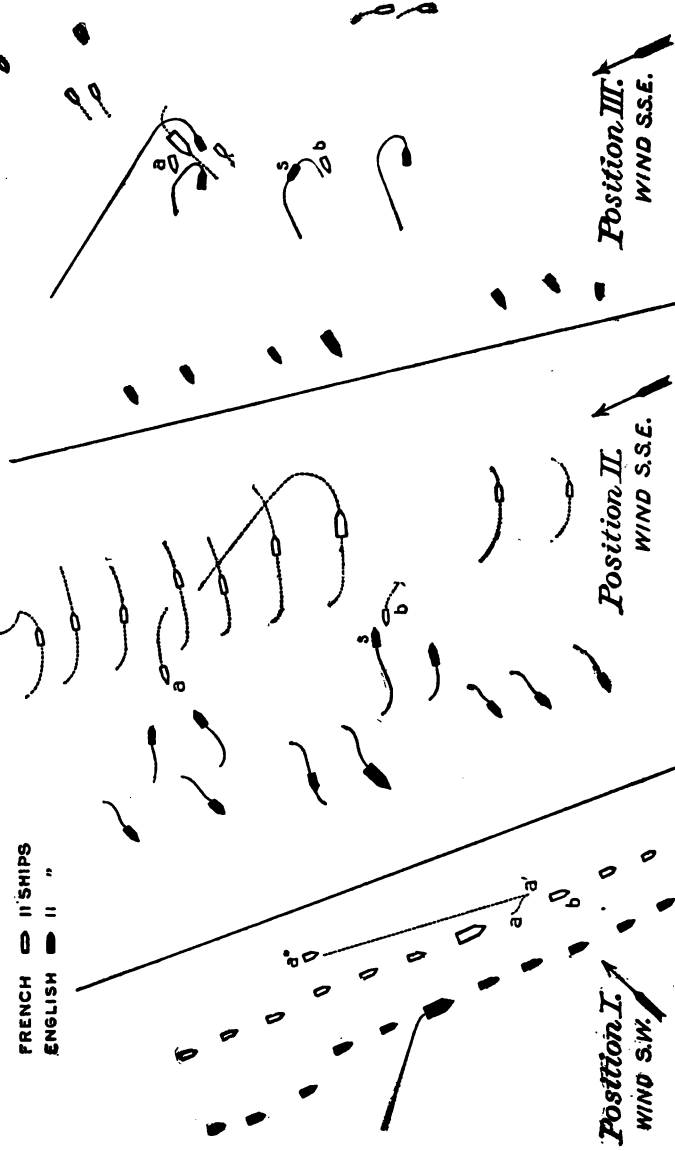 FRENCH 11 SHIPS
ENGLISH 11 "
Position I.
WIND S.W.
a"
a
a'
b
Position II.
WIND S.S.E.
a
s
b
Position III.
WIND S.S.E.
a
s
b